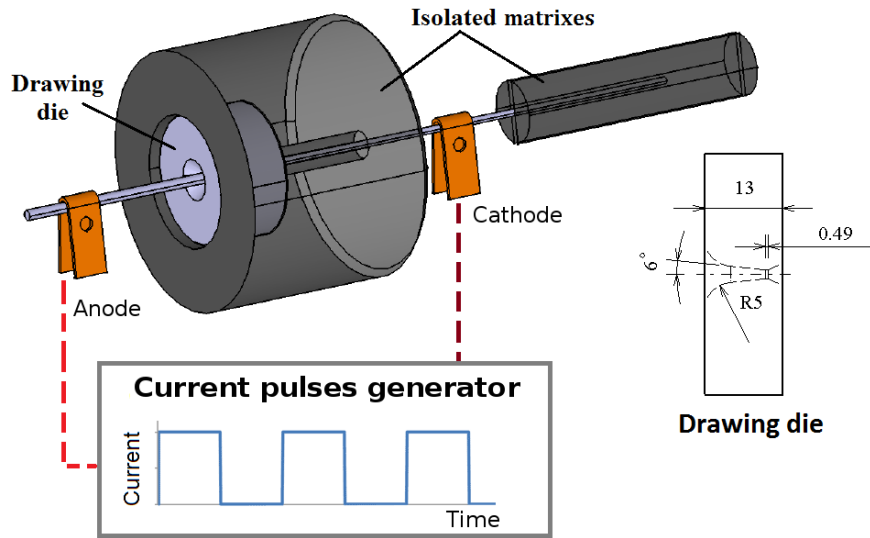 Isolated matrixes
Drawing
die
Cathode
Anode
13
0.49
6°
R5
Drawing die
Current pulses generator
Current
Time